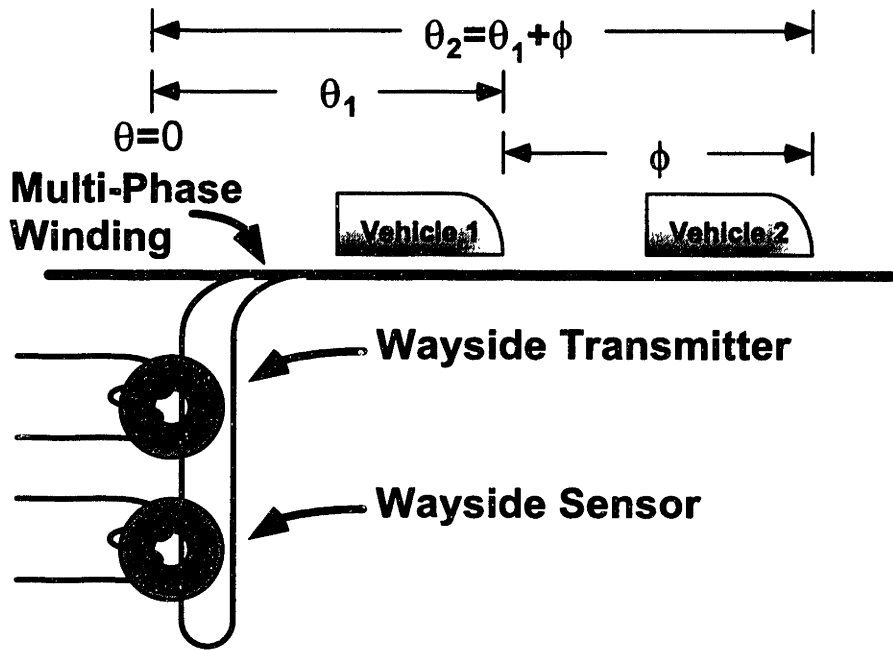 θ₂=θ₁+ϕ
θ₁
θ=0
ϕ
Multi-Phase
Winding
Vehicle 1
Vehicle 2
Wayside Transmitter
Wayside Sensor